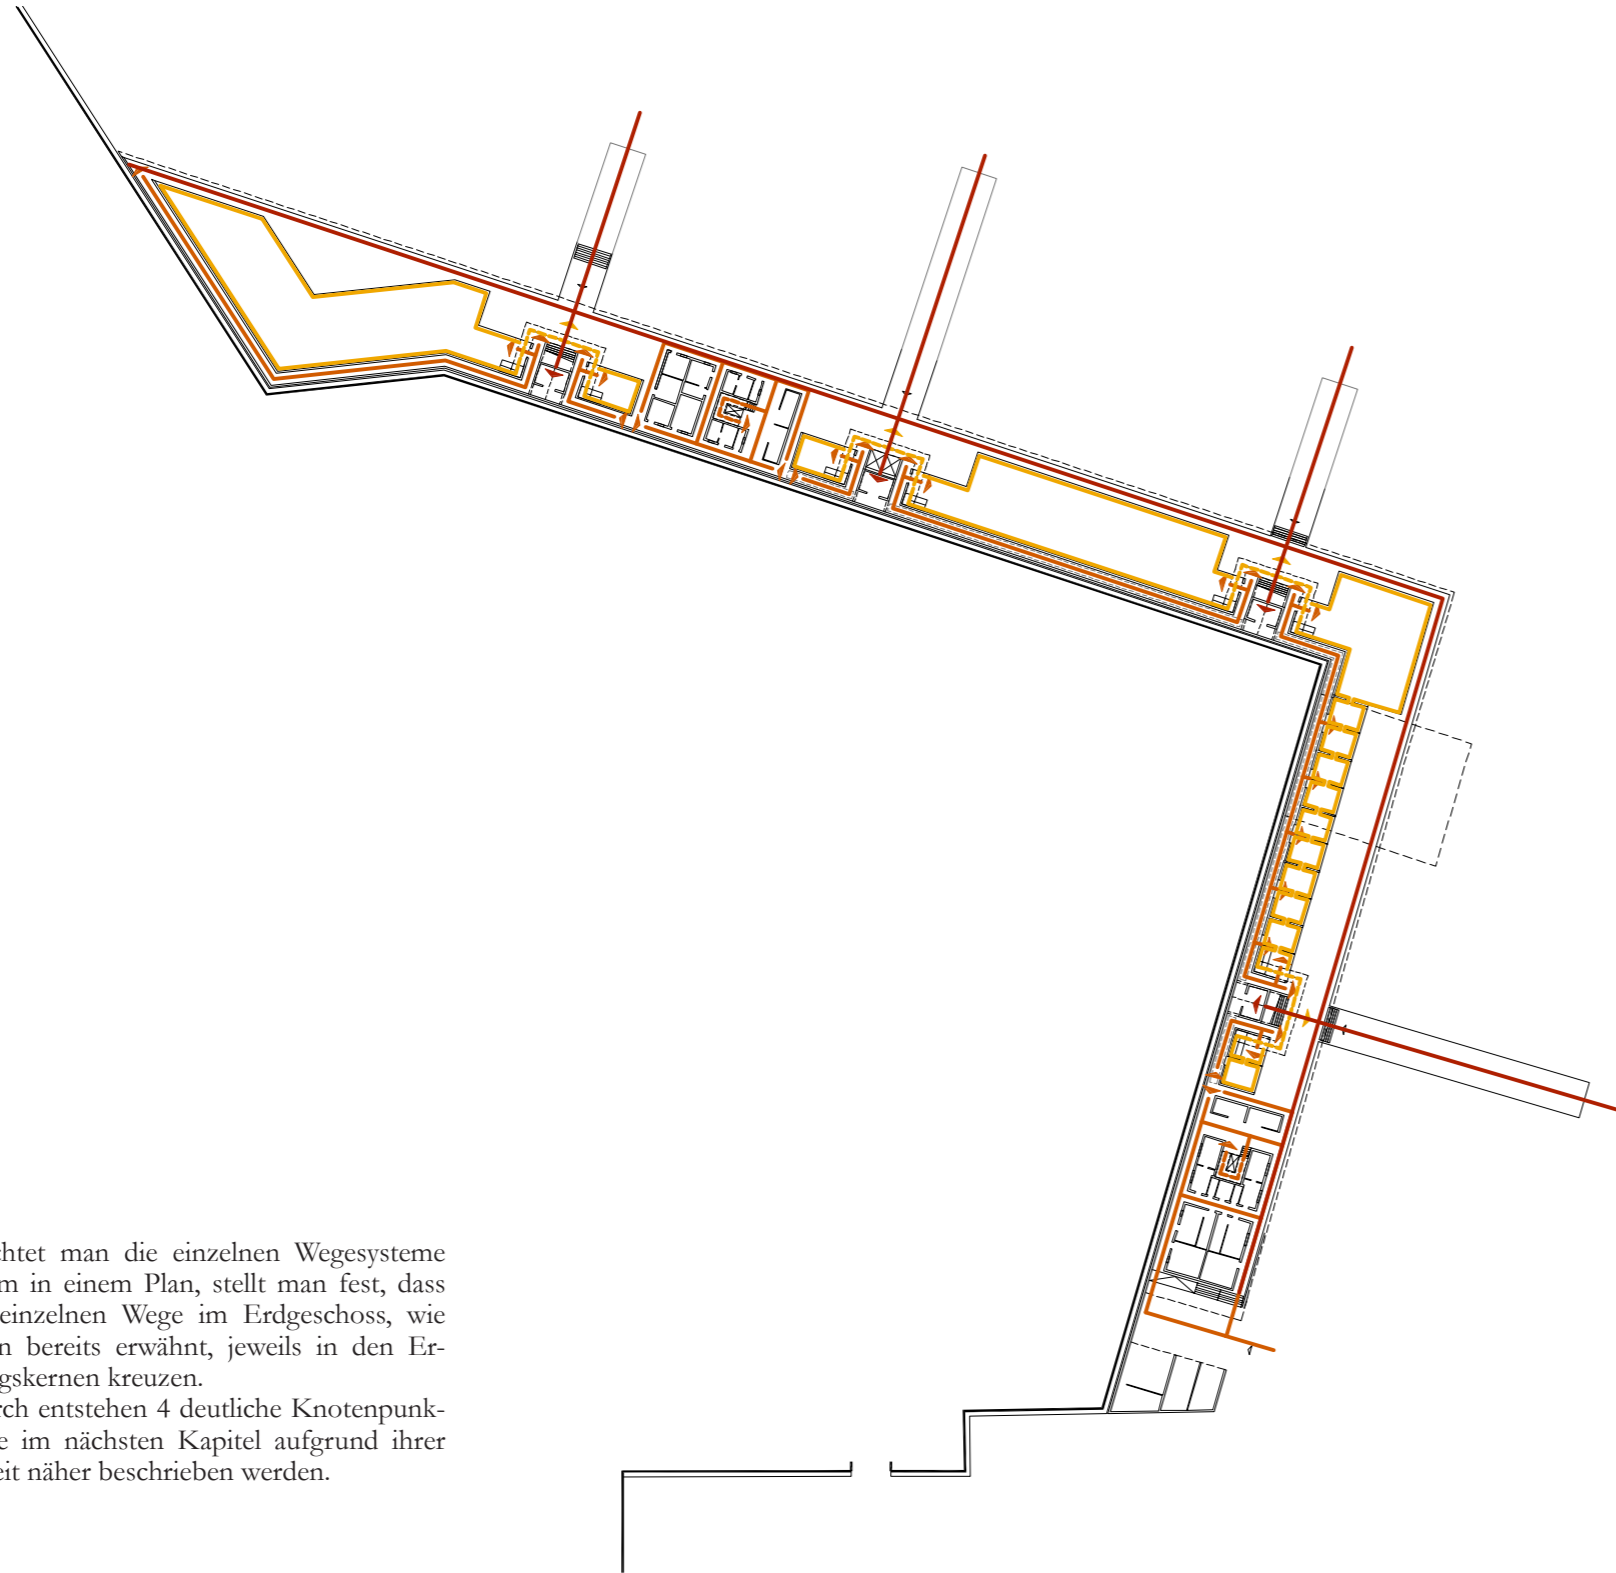 chtet man die einzelnen Wegesysteme
m in einem Plan, stellt man fest, dass
einzelnen Wege im Erdgeschoss, wie
n bereits erwähnt, jeweils in den Er-
gskernen kreuzen.
rch entstehen 4 deutliche Knotenpunk-
e im nächsten Kapitel aufgrund ihrer
eit näher beschrieben werden.